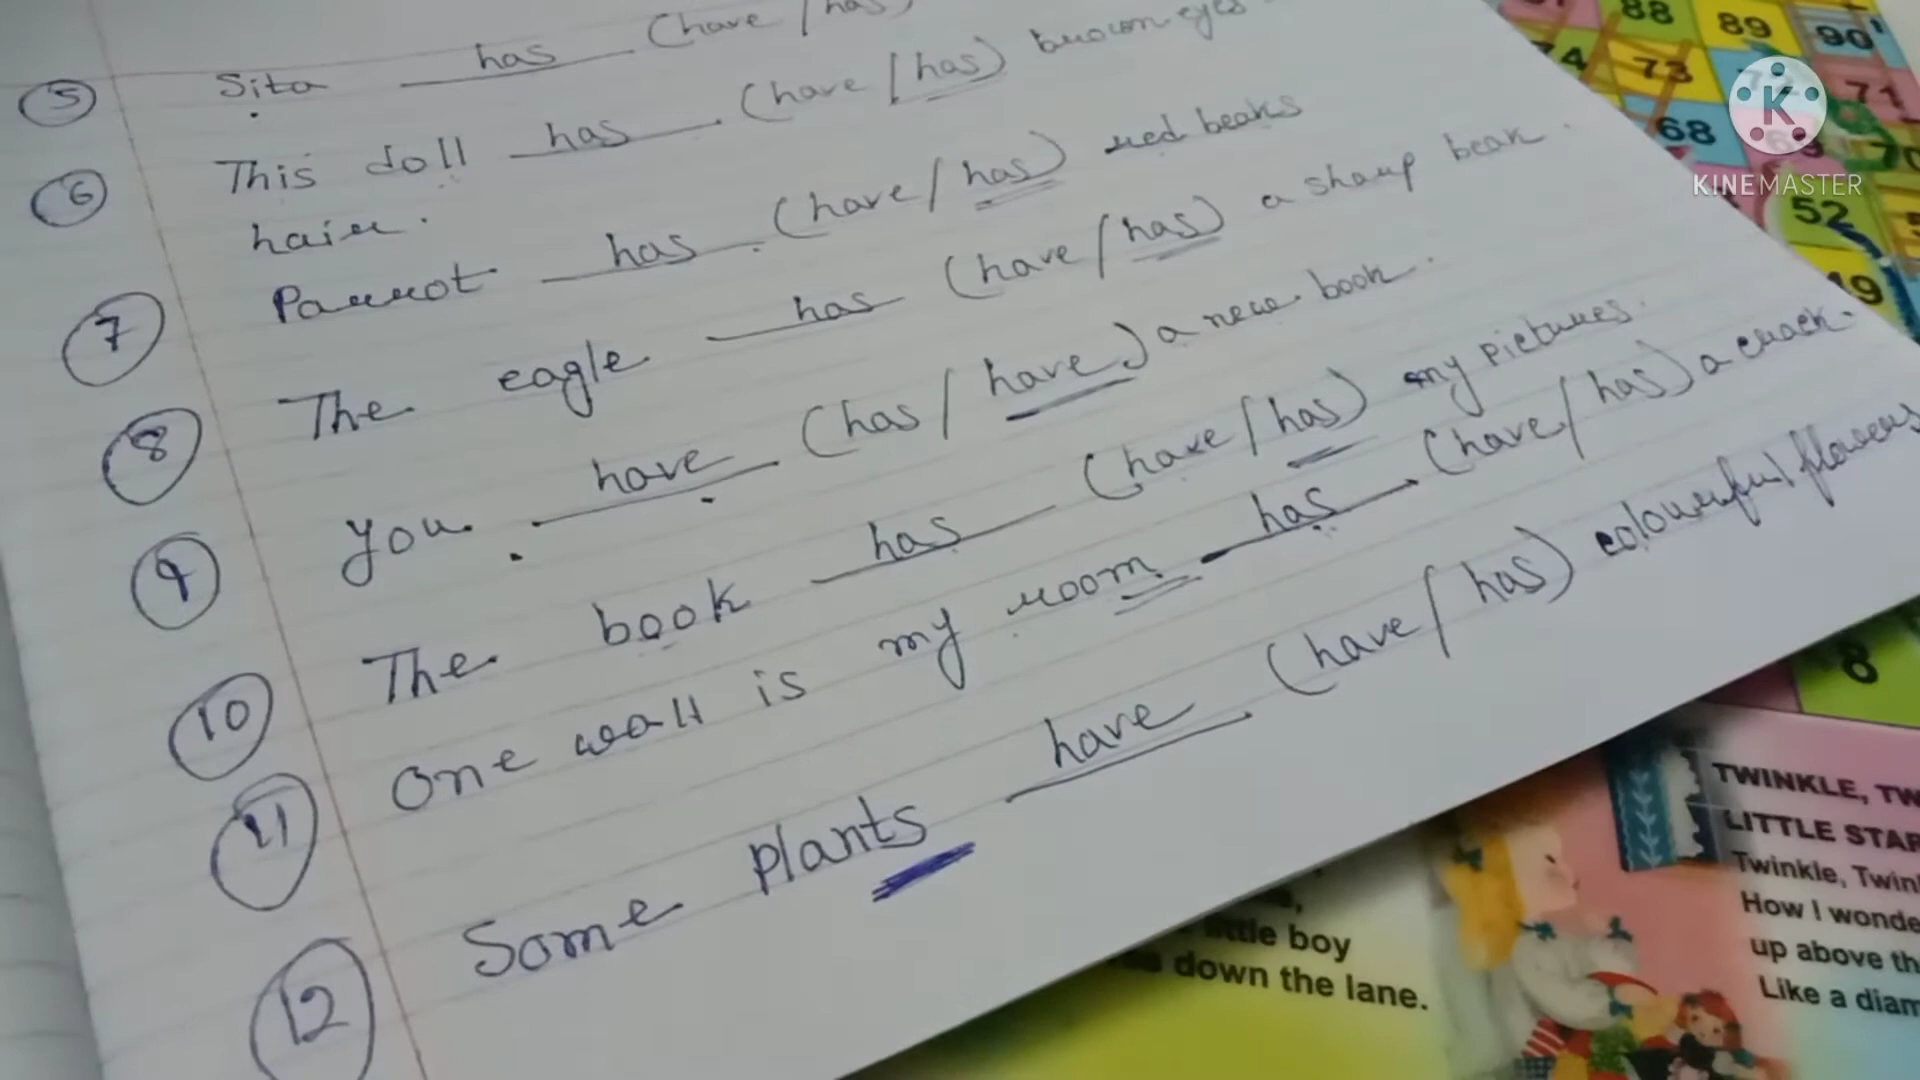 5 Sita has (have / has)
6 This doll has (have / has) brown eyes
hair.
7 Parrot has. (have / has) red beaks
8 The eagle has (have / has) a sharp beak.
9 you have (has / have) a new book.
10 The book has (have / has) my pictures.
11 One wall is my room has (have / has) a crack.
12 Some plants have (have / has) colourful flowers
88
89
90
74
73
72
71
68
69
70
52
49
8
KINEMASTER
TWINKLE, TW
LITTLE STAR
Twinkle, Twin
How I wonde
up above th
Like a diam
little boy
down the lane.